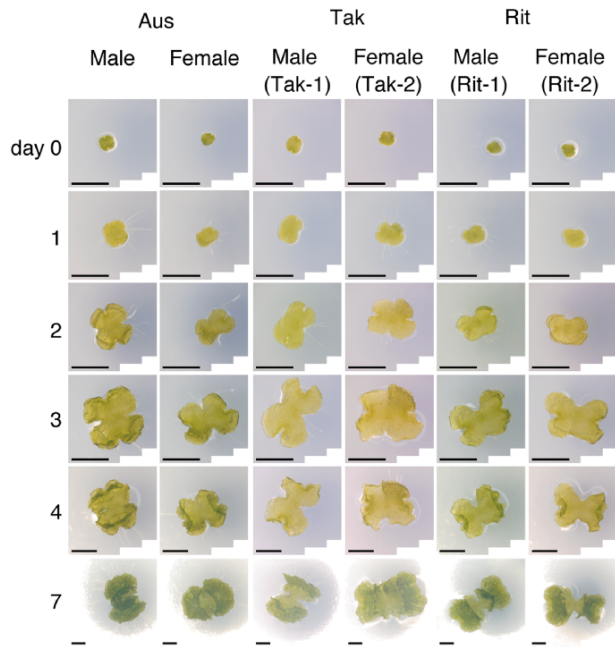 Aus Tak Rit
Male Female Male (Tak-1) Female (Tak-2) Male (Rit-1) Female (Rit-2)
day 0
1
2
3
4
7